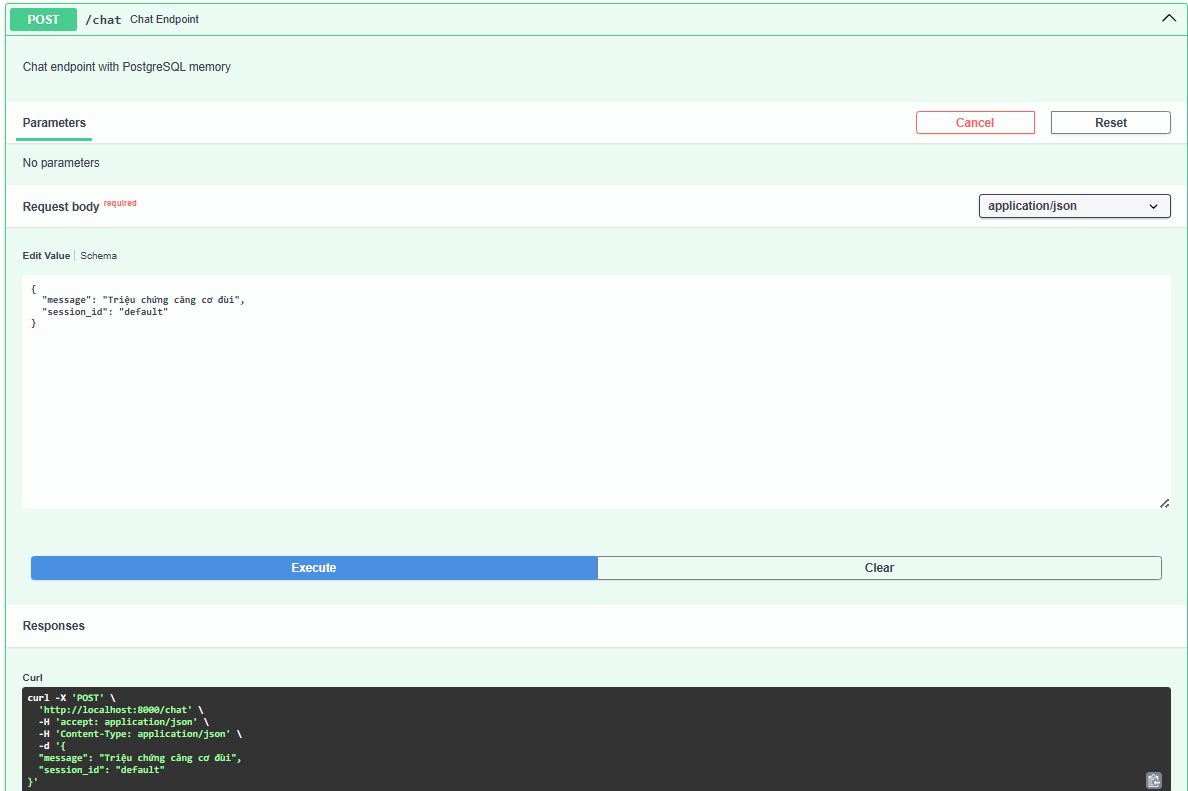 POST /chat Chat Endpoint
Chat endpoint with PostgreSQL memory
Parameters Cancel Reset
No parameters
Request body required application/json
Edit Value Schema
{
  "message": "Triệu chứng căng cơ đùi",
  "session_id": "default"
}
Execute Clear
Responses
Curl
curl -X 'POST' \
  'http://localhost:8000/chat' \
  -H 'accept: application/json' \
  -H 'Content-Type: application/json' \
  -d '{
  "message": "Triệu chứng căng cơ đùi",
  "session_id": "default"
}'